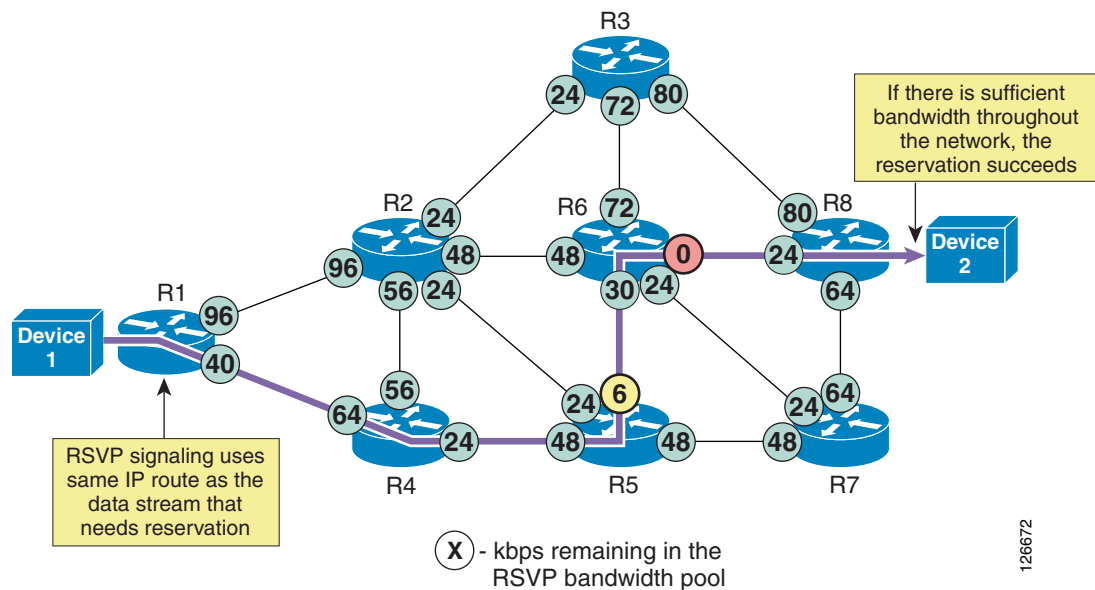 R3
24
72
80
If there is sufficient
bandwidth throughout
the network, the
reservation succeeds
R2
24
R6
72
R8
80
96
48
48
0
24
Device
2
56
24
30
24
64
R1
96
Device
1
40
56
64
24
24
6
48
48
24
64
48
RSVP signaling uses
same IP route as the
data stream that
needs reservation
R4
R5
R7
X - kbps remaining in the
RSVP bandwidth pool
126672